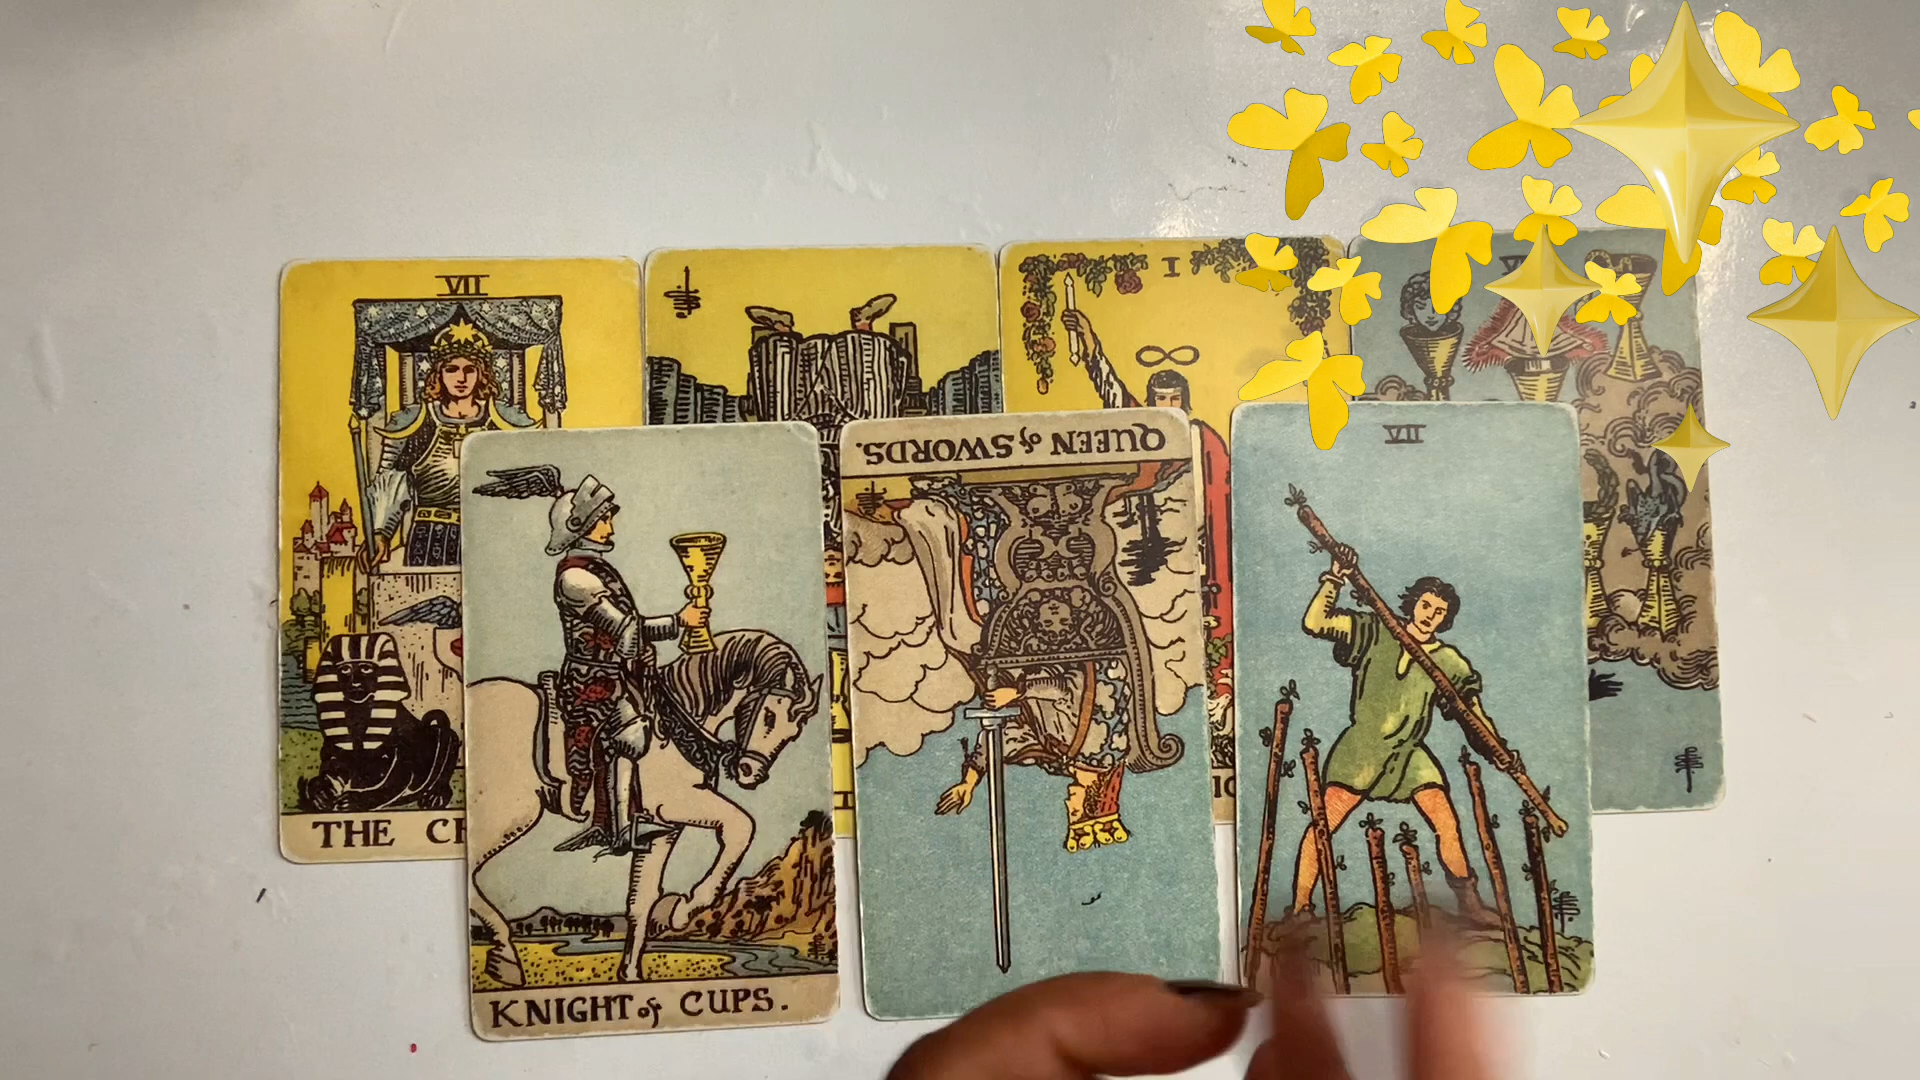 VII
I
THE CH
QUEEN of SWORDS.
VII
KNIGHT of CUPS.